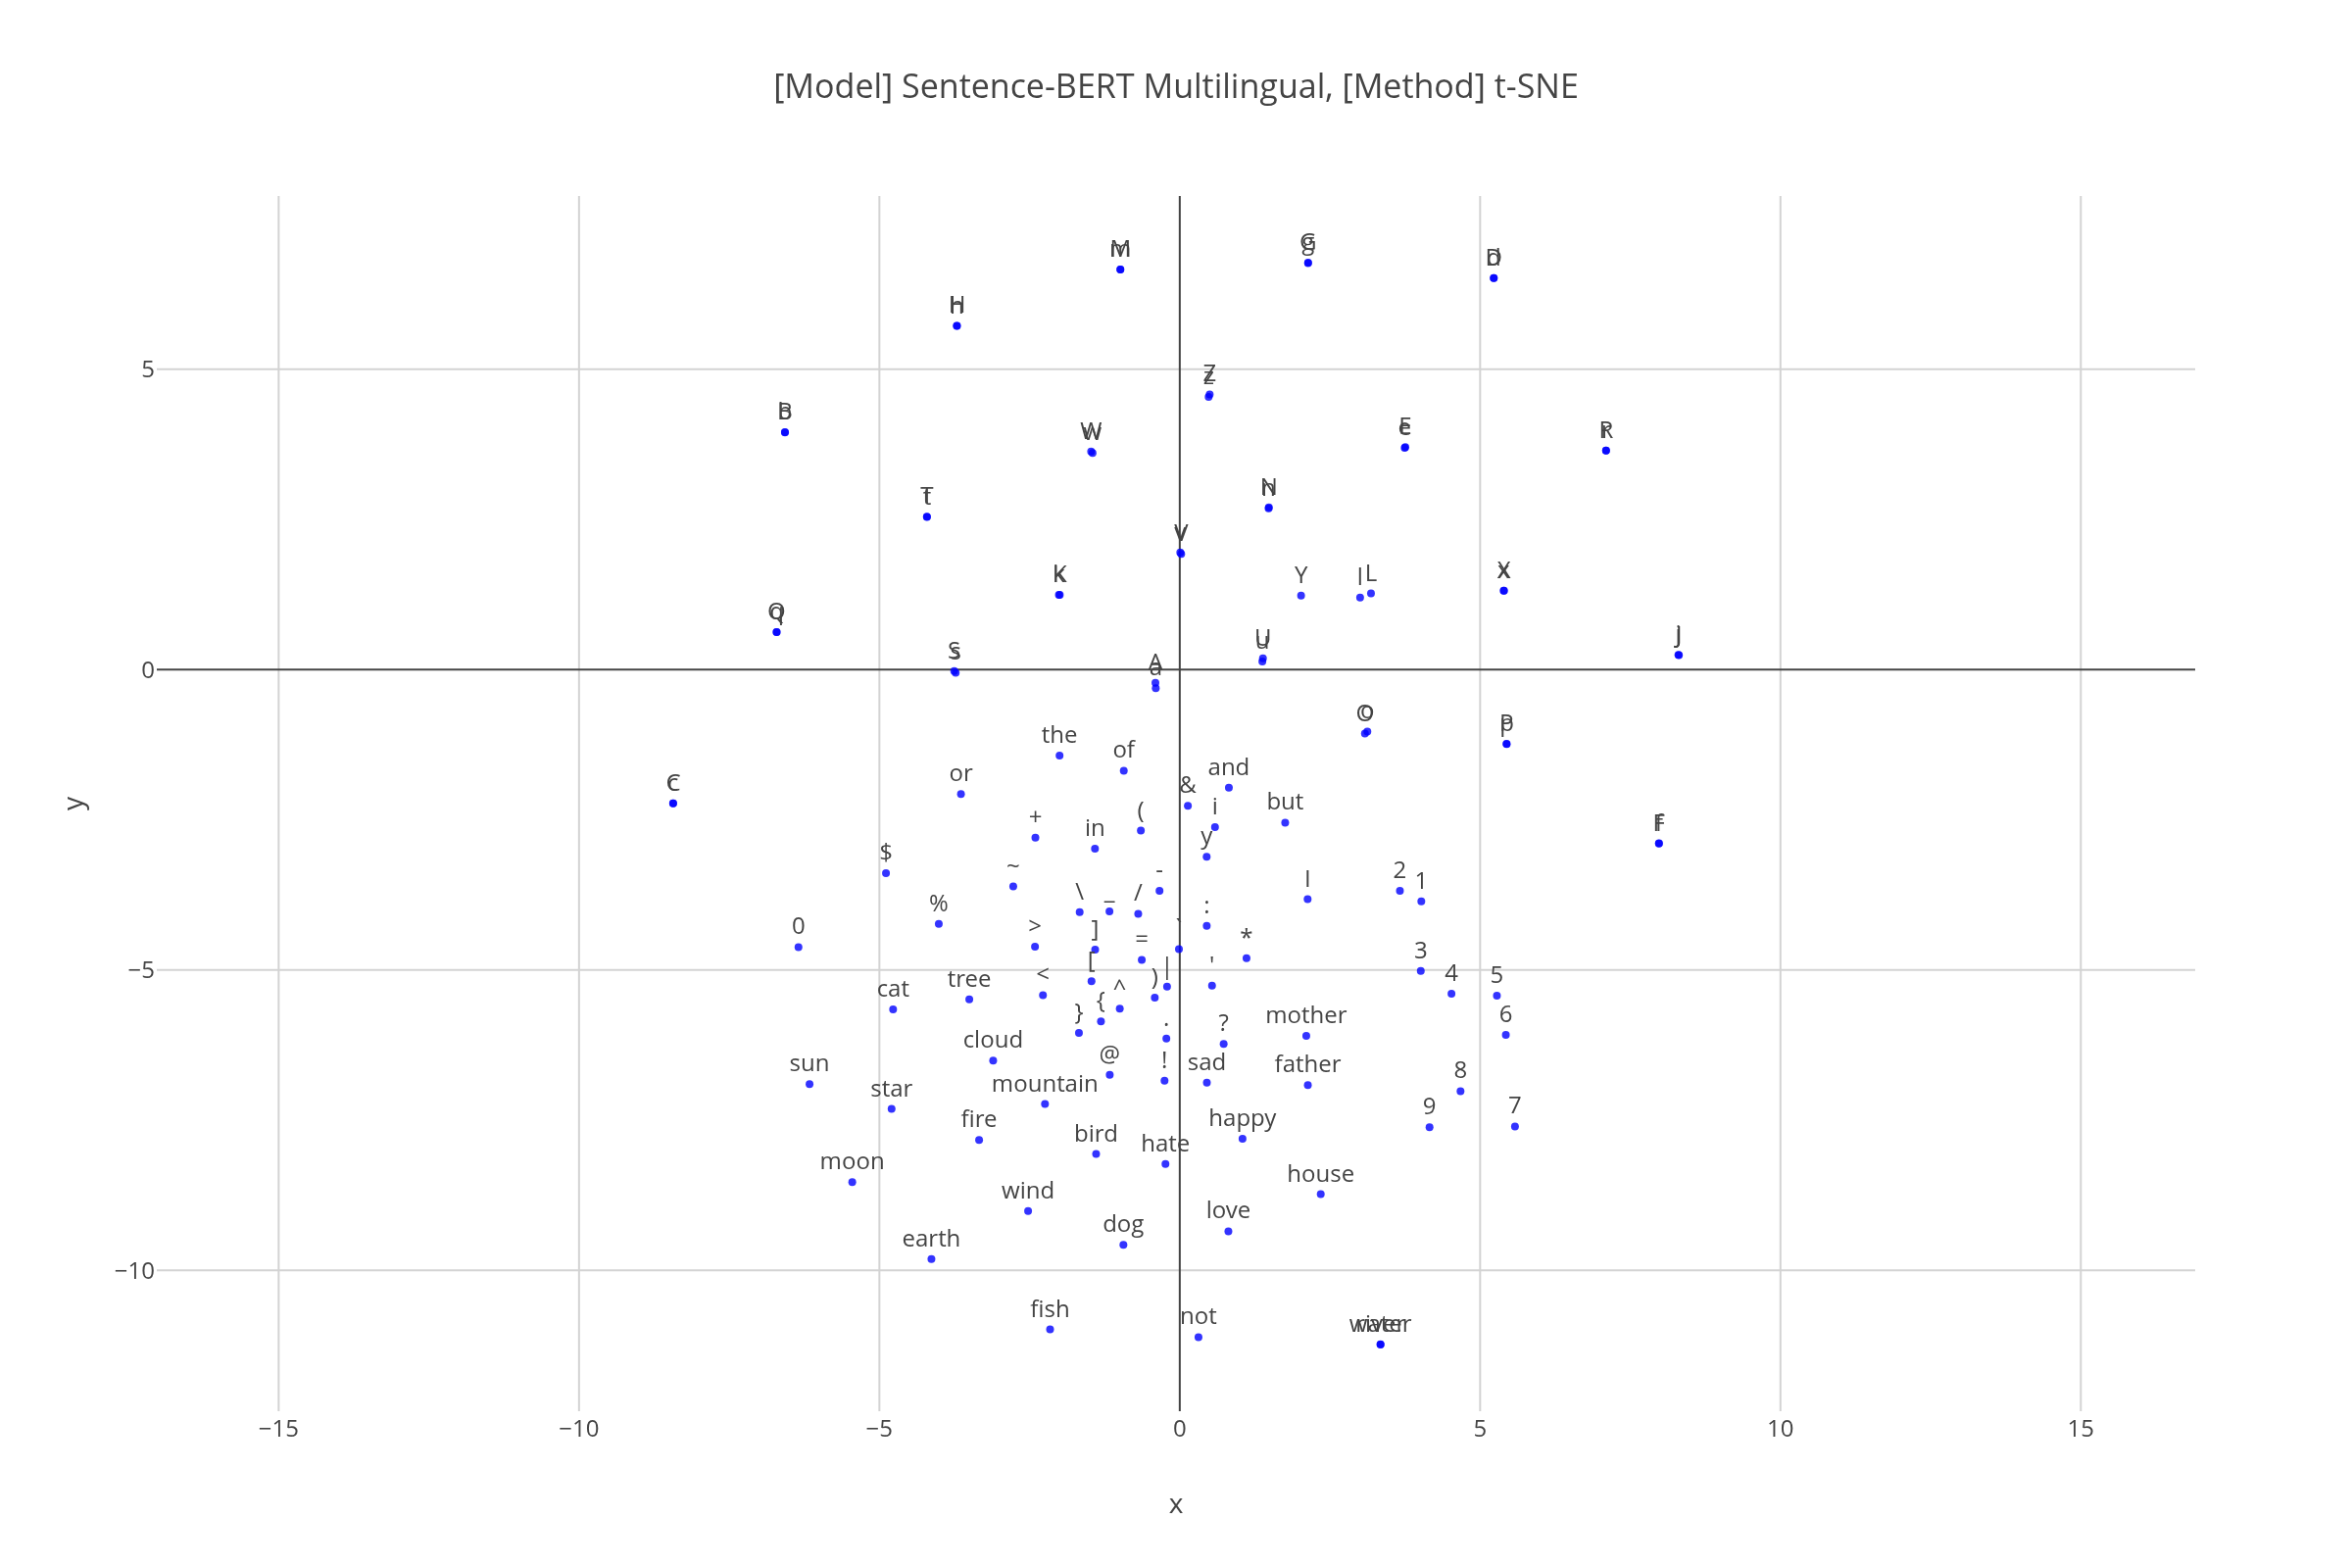 [Model] Sentence-BERT Multilingual, [Method] t-SNE
M m
G g
D d
H h
5
Z z
B b
W w
E e
R r
T t
N n
V v
K k
Y
l L
X x
Q q
U u
J j
S s
A a
0
O o
P p
the
of
and
or
&
but
C c
+
in
(
i
y
F f
$
~
-
\
_
/
I
2
1
%
:
0
>
]
=
`
*
3
−5
[
<
^
)
|
'
4
5
cat
tree
}
{
.
?
mother
6
cloud
@
!
sad
father
8
sun
star
mountain
9
7
fire
bird
hate
happy
moon
wind
house
earth
dog
love
−10
fish
not
water
river
−15 −10 −5 0 5 10 15
x
y